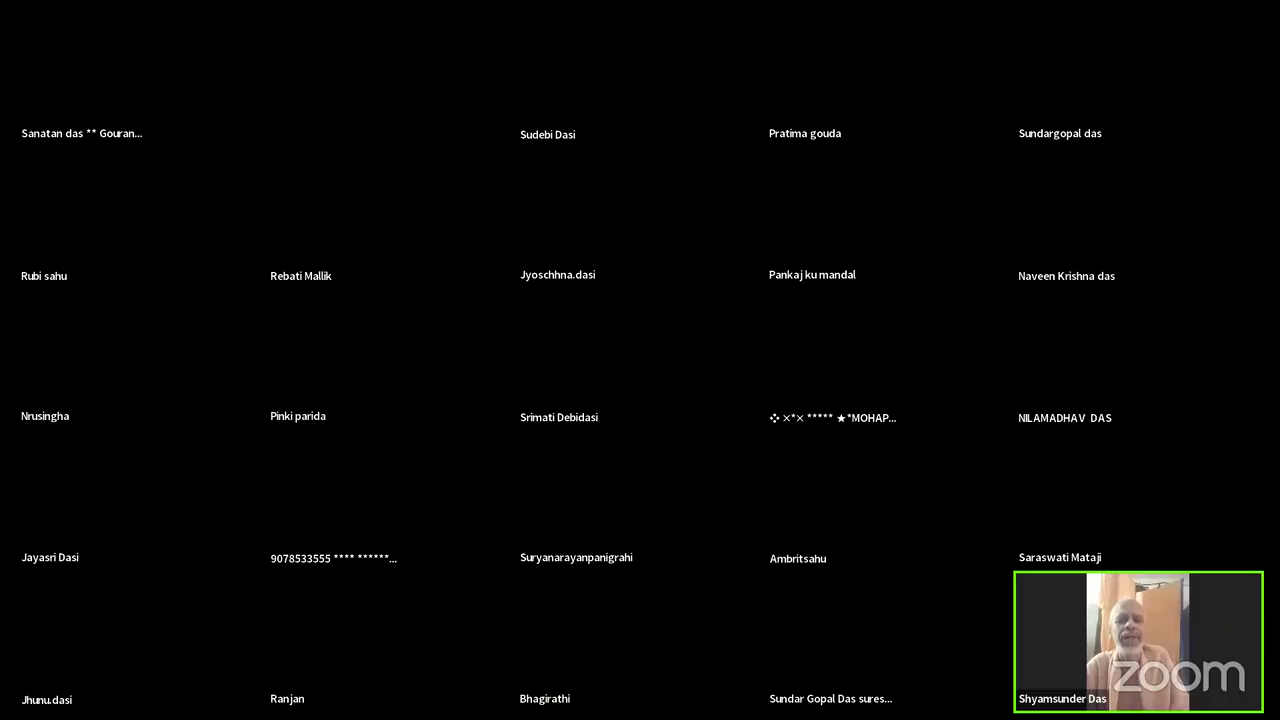 Sanatan das ** Gouran...
Sudebi Dasi
Pratima gouda
Sundargopal das
Rubi sahu
Rebati Mallik
Jyoschhna.dasi
Pankaj ku mandal
Naveen Krishna das
Nrusingha
Pinki parida
Srimati Debidasi
❖ ×*× ***** ★*MOHAP...
NILAMADHAV DAS
Jayasri Dasi
9078533555 **** ******...
Suryanarayanpanigrahi
Ambritsahu
Saraswati Mataji
Jhunu.dasi
Ranjan
Bhagirathi
Sundar Gopal Das sures...
Shyamsunder Das
zoom